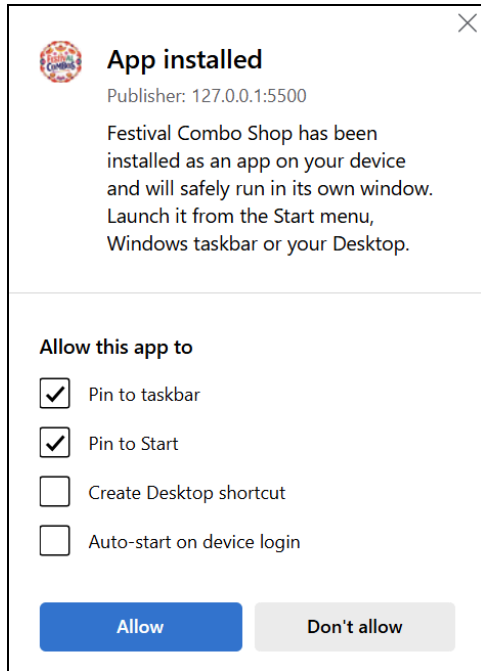 Festival
Combos
App installed
Publisher: 127.0.0.1:5500
Festival Combo Shop has been
installed as an app on your device
and will safely run in its own window.
Launch it from the Start menu,
Windows taskbar or your Desktop.
Allow this app to
Pin to taskbar
Pin to Start
Create Desktop shortcut
Auto-start on device login
Allow
Don't allow